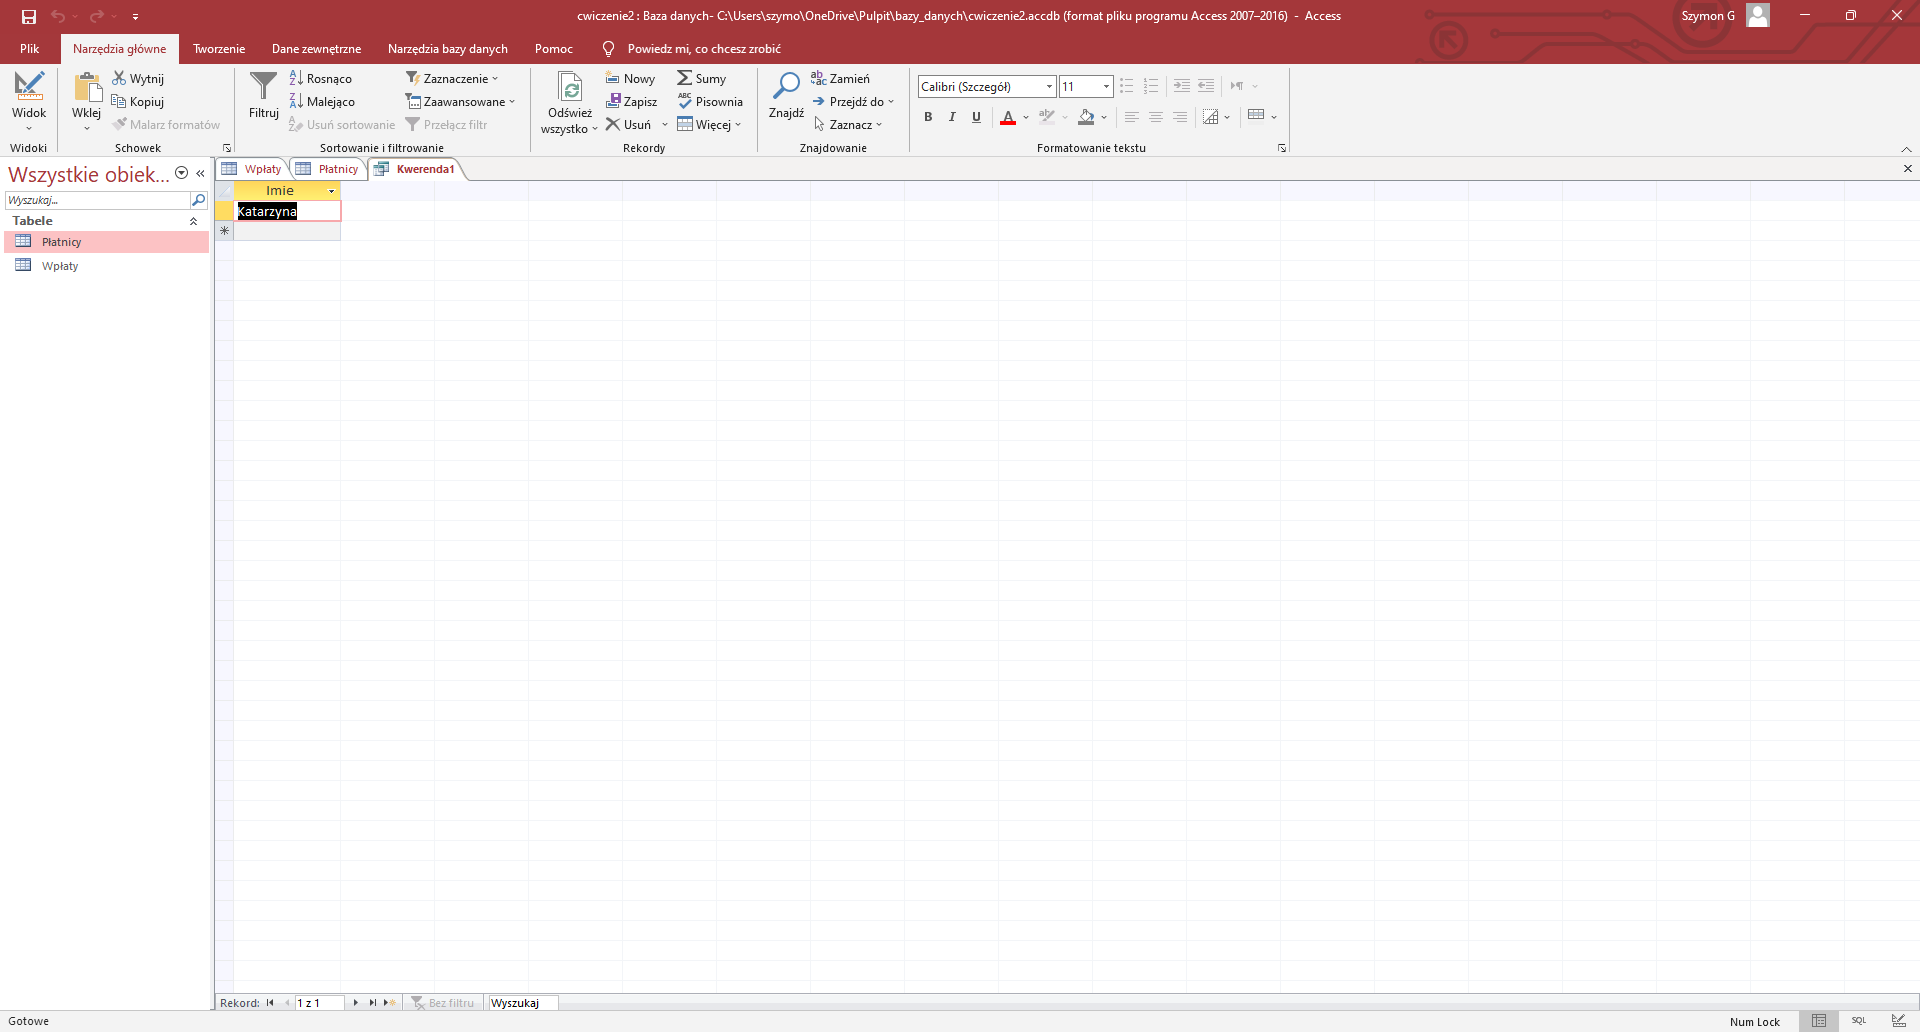 cwiczenie2 : Baza danych- C:\Users\szymo\OneDrive\Pulpit\bazy_danych\cwiczenie2.accdb (format pliku programu Access 2007–2016)  -  Access
Szymon G
Plik
Narzędzia główne
Tworzenie
Dane zewnętrzne
Narzędzia bazy danych
Pomoc
Powiedz mi, co chcesz zrobić
Widok
Widoki
Wklej
Wytnij
Kopiuj
Malarz formatów
Schowek
Filtruj
Rosnąco
Malejąco
Usuń sortowanie
Zaznaczenie
Zaawansowane
Przełącz filtr
Sortowanie i filtrowanie
Odśwież
wszystko
Nowy
Zapisz
Usuń
Sumy
Pisownia
Więcej
Rekordy
Znajdź
Zamień
Przejdź do
Zaznacz
Znajdowanie
Calibri (Szczegół)
11
B I U
Formatowanie tekstu
Wszystkie obiek...
Wyszukaj...
Tabele
Płatnicy
Wpłaty
Wpłaty
Płatnicy
Kwerenda1
Imie
Katarzyna
Rekord:
1 z 1
Bez filtru
Wyszukaj
Gotowe
Num Lock
SQL